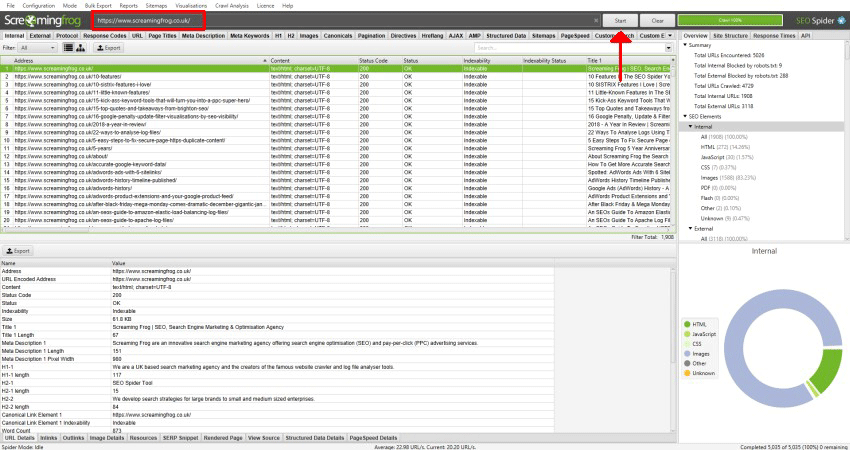 File Configuration Mode Bulk Export Reports Sitemaps Visualisations Crawl Analysis Licence Help
Screamingfrog https://www.screamingfrog.co.uk/ Start Clear Crawl: 100% SEO Spider
Internal External Protocol Response Codes URL Page Titles Meta Description Meta Keywords H1 H2 Images Canonicals Pagination Directives Hreflang AJAX AMP Structured Data Sitemaps PageSpeed Custom
Filter: All Export Search...
Address Content Status Code Status Indexability Indexability Status Title 1
1 https://www.screamingfrog.co.uk/ text/html; charset=UTF-8 200 OK Indexable Screaming Frog | SEO, Search En
2 https://www.screamingfrog.co.uk/10-features/ text/html; charset=UTF-8 200 OK Indexable 10 Features The SEO Spider Yo
3 https://www.screamingfrog.co.uk/10-sistrix-features-i-love/ text/html; charset=UTF-8 200 OK Indexable 10 SISTRIX Features I Love | Scre
4 https://www.screamingfrog.co.uk/11-little-known-features/ text/html; charset=UTF-8 200 OK Indexable 11 Little-Known Features In The SE
5 https://www.screamingfrog.co.uk/15-kick-ass-keyword-tools-that-will-turn-you-into-a-ppc-super-hero/ text/html; charset=UTF-8 200 OK Indexable 15 Kick-Ass Keyword Tools That W
6 https://www.screamingfrog.co.uk/15-top-quotes-and-takeaways-from-brighton-seo/ text/html; charset=UTF-8 200 OK Indexable 15 Top Quotes and Takeaways from
7 https://www.screamingfrog.co.uk/16-google-penalty-update-filter-visualisations-by-seo-visibility/ text/html; charset=UTF-8 200 OK Indexable 16 Google Penalty, Update & Filte
8 https://www.screamingfrog.co.uk/2018-a-year-in-review/ text/html; charset=UTF-8 200 OK Indexable 2018 - A Year in Review | Screami
9 https://www.screamingfrog.co.uk/22-ways-to-analyse-log-files/ text/html; charset=UTF-8 200 OK Indexable 22 Ways To Analyse Logs Using T
10 https://www.screamingfrog.co.uk/5-easy-steps-to-fix-secure-page-https-duplicate-content/ text/html; charset=UTF-8 200 OK Indexable 5 Easy Steps To Fix Secure Page
11 https://www.screamingfrog.co.uk/5years/ text/html; charset=UTF-8 200 OK Indexable Screaming Frog 5 Year Anniversar
12 https://www.screamingfrog.co.uk/about/ text/html; charset=UTF-8 200 OK Indexable About Screaming Frog the Search
13 https://www.screamingfrog.co.uk/accurate-google-keyword-data/ text/html; charset=UTF-8 200 OK Indexable How To Get More Accurate Search
14 https://www.screamingfrog.co.uk/adwords-ads-with-6-sitelinks/ text/html; charset=UTF-8 200 OK Indexable Spotted: AdWords Ads With 6 Sitel
15 https://www.screamingfrog.co.uk/adwords-history-timeline-published/ text/html; charset=UTF-8 200 OK Indexable AdWords History Timeline Publishe
16 https://www.screamingfrog.co.uk/adwords-history/ text/html; charset=UTF-8 200 OK Indexable Google Ads (AdWords) History - A
17 https://www.screamingfrog.co.uk/adwords-product-extensions-and-your-google-product-feed/ text/html; charset=UTF-8 200 OK Indexable AdWords Product Extensions and
18 https://www.screamingfrog.co.uk/after-black-friday-mega-monday-comes-dramatic-december-gigantic-jan... text/html; charset=UTF-8 200 OK Indexable After Black Friday & Mega Monday
19 https://www.screamingfrog.co.uk/an-seos-guide-to-amazon-elastic-load-balancing-log-files/ text/html; charset=UTF-8 200 OK Indexable An SEOs Guide To Amazon Elasti
20 https://www.screamingfrog.co.uk/an-seos-guide-to-apache-log-files/ text/html; charset=UTF-8 200 OK Indexable An SEOs Guide to Apache Log Fi
Filter Total: 1,908
Export
Name Value
Address https://www.screamingfrog.co.uk/
URL Encoded Address https://www.screamingfrog.co.uk/
Content text/html; charset=UTF-8
Status Code 200
Status OK
Indexability Indexable
Size 61.8 KB
Title 1 Screaming Frog | SEO, Search Engine Marketing & Optimisation Agency
Title 1 Length 67
Meta Description 1 Screaming Frog are an innovative search engine marketing agency offering search engine optimisation (SEO) and pay-per-click (PPC) advertising services.
Meta Description 1 Length 151
Meta Description 1 Pixel Width 980
H1-1 We are a UK based search marketing agency and the creators of the famous website crawler and log file analyser tools.
H1-1 length 117
H2-1 SEO Spider Tool
H2-1 length 15
H2-2 We develop search strategies for large brands to small and medium sized enterprises.
H2-2 length 84
Canonical Link Element 1 https://www.screamingfrog.co.uk/
Canonical Link Element 1 Indexability Indexable
Word Count 873
URL Details Inlinks Outlinks Image Details Resources SERP Snippet Rendered Page View Source Structured Data Details PageSpeed Details
Spider Mode: Idle Average: 22.98 URL/s. Current: 20.20 URL/s. Completed 5,035 of 5,035 (100%) 0 remaining
Overview Site Structure Response Times API
Summary
Total URLs Encountered: 5026
Total Internal Blocked by robots.txt: 9
Total External Blocked by robots.txt: 288
Total URLs Crawled: 4729
Total Internal URLs: 1908
Total External URLs 3118
SEO Elements
Internal
All (1908) (100.00%)
HTML (272) (14.26%)
JavaScript (30) (1.57%)
CSS (7) (0.37%)
Images (1588) (83.23%)
PDF (0) (0.00%)
Flash (0) (0.00%)
Other (2) (0.10%)
Unknown (9) (0.47%)
External
All (3118) (100.00%)
Internal
HTML
JavaScript
CSS
Images
Other
Unknown